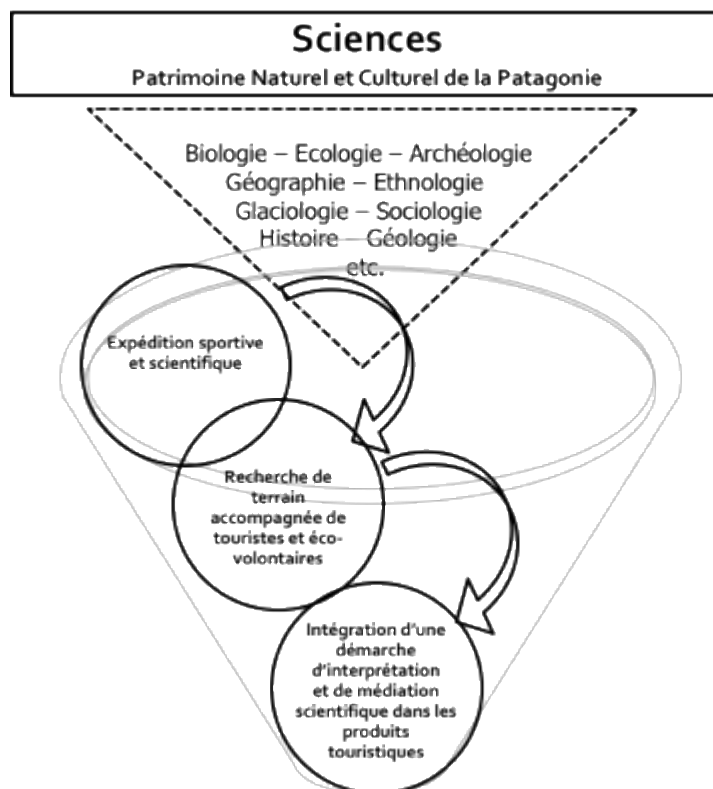 Sciences
Patrimoine Naturel et Culturel de la Patagonie
Biologie – Ecologie – Archéologie
Géographie – Ethnologie
Glaciologie – Sociologie
Histoire – Géologie
etc.
Expédition sportive
et scientifique
Recherche de
terrain
accompagnée de
touristes et éco-
volontaires
Intégration d'une
démarche
d'interprétation
et de médiation
scientifique dans les
produits
touristiques